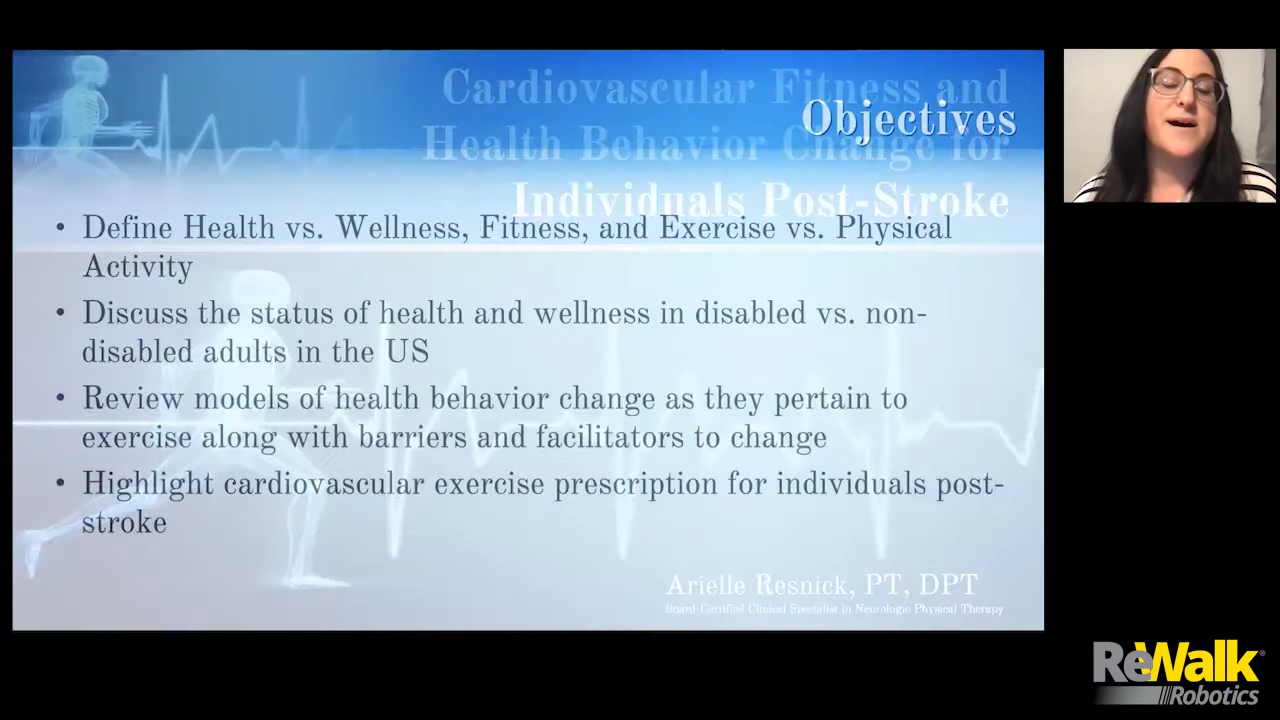 Cardiovascular Fitness and
Objectives
Health Behavior Change for
Individuals Post-Stroke
• Define Health vs. Wellness, Fitness, and Exercise vs. Physical
Activity
• Discuss the status of health and wellness in disabled vs. non-
disabled adults in the US
• Review models of health behavior change as they pertain to
exercise along with barriers and facilitators to change
• Highlight cardiovascular exercise prescription for individuals post-
stroke
Arielle Resnick, PT, DPT
Board-Certified Clinical Specialist in Neurologic Physical Therapy
ReWalk®
Robotics